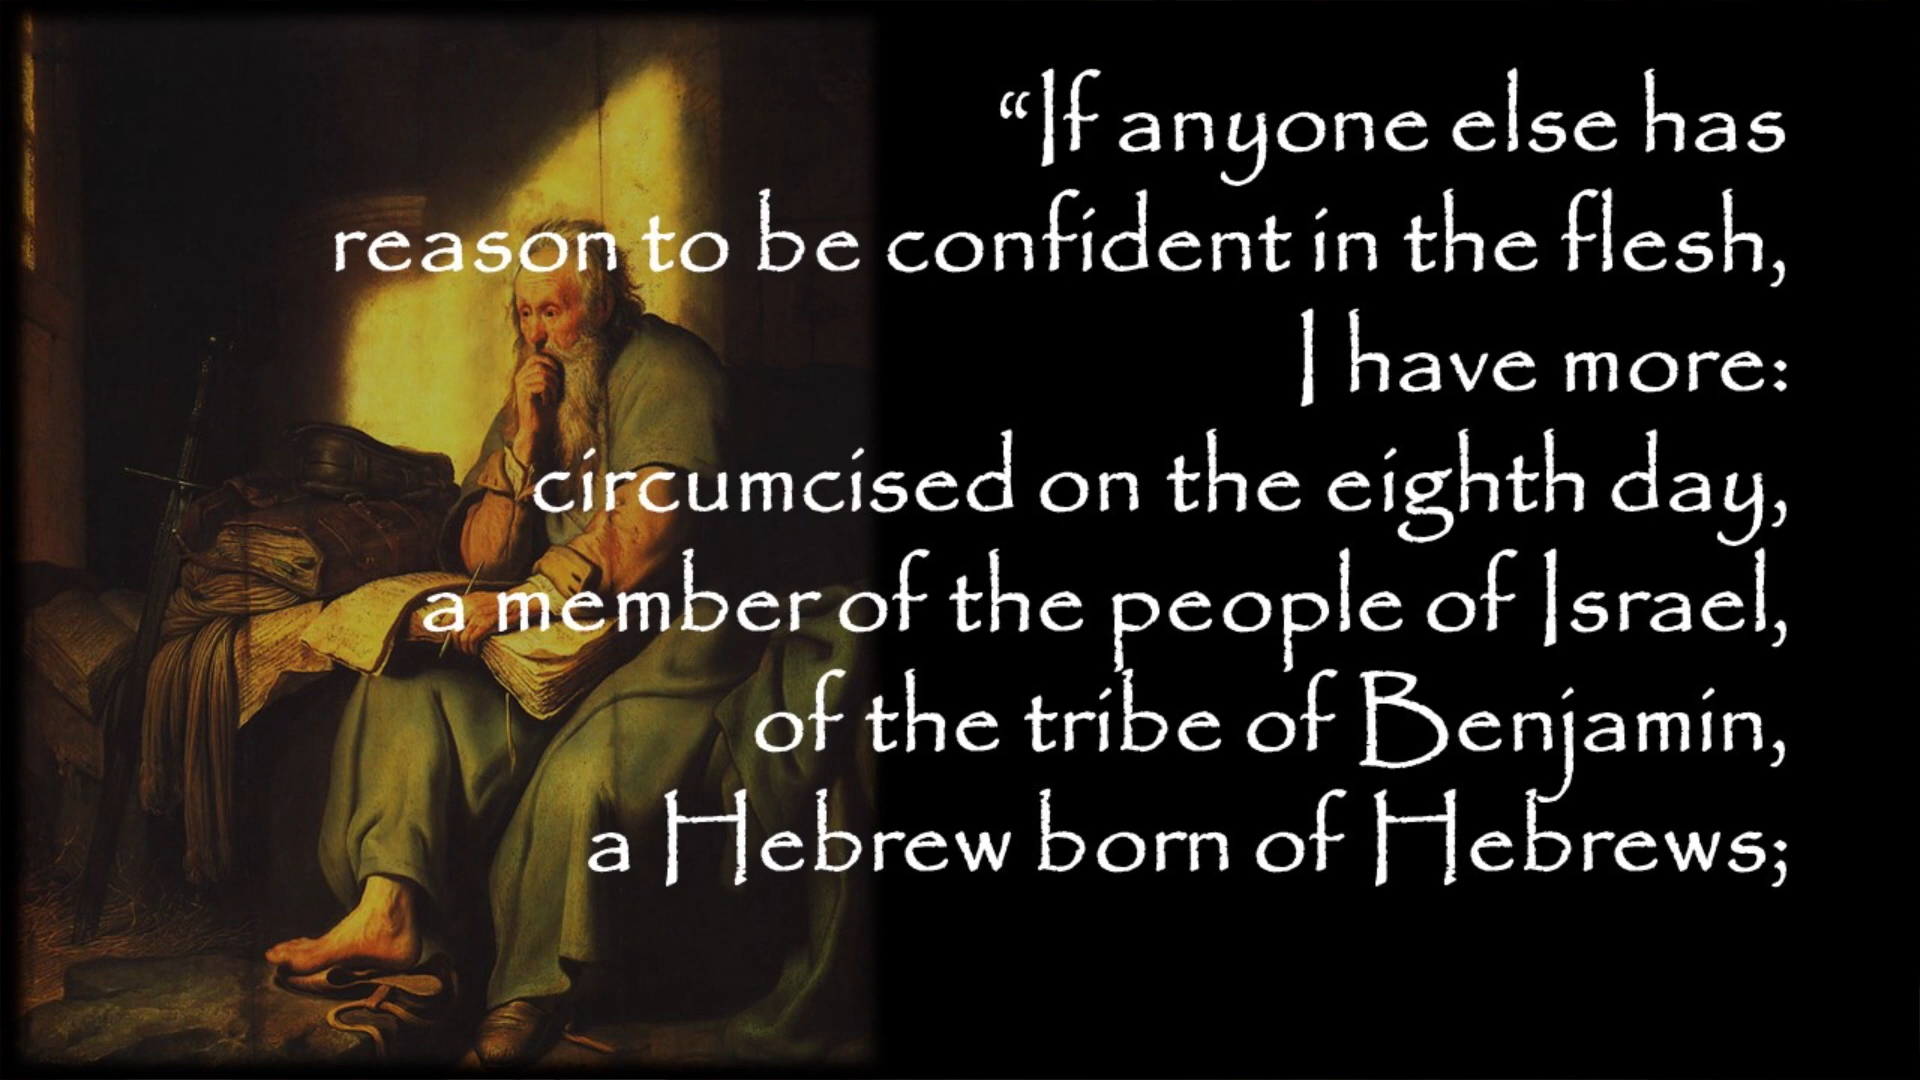 “If anyone else has
reason to be confident in the flesh,
I have more:
circumcised on the eighth day,
a member of the people of Israel,
of the tribe of Benjamin,
a Hebrew born of Hebrews;